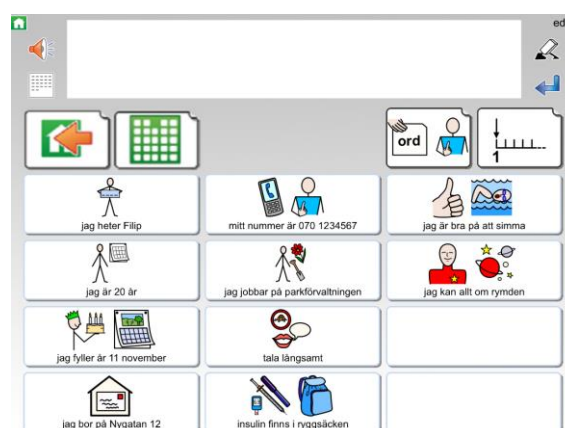 ed
ord
1
jag heter Filip
mitt nummer är 070 1234567
jag är bra på att simma
jag är 20 år
jag jobbar på parkförvaltningen
jag kan allt om rymden
jag fyller år 11 november
tala långsamt
jag bor på Nygatan 12
insulin finns i ryggsäcken